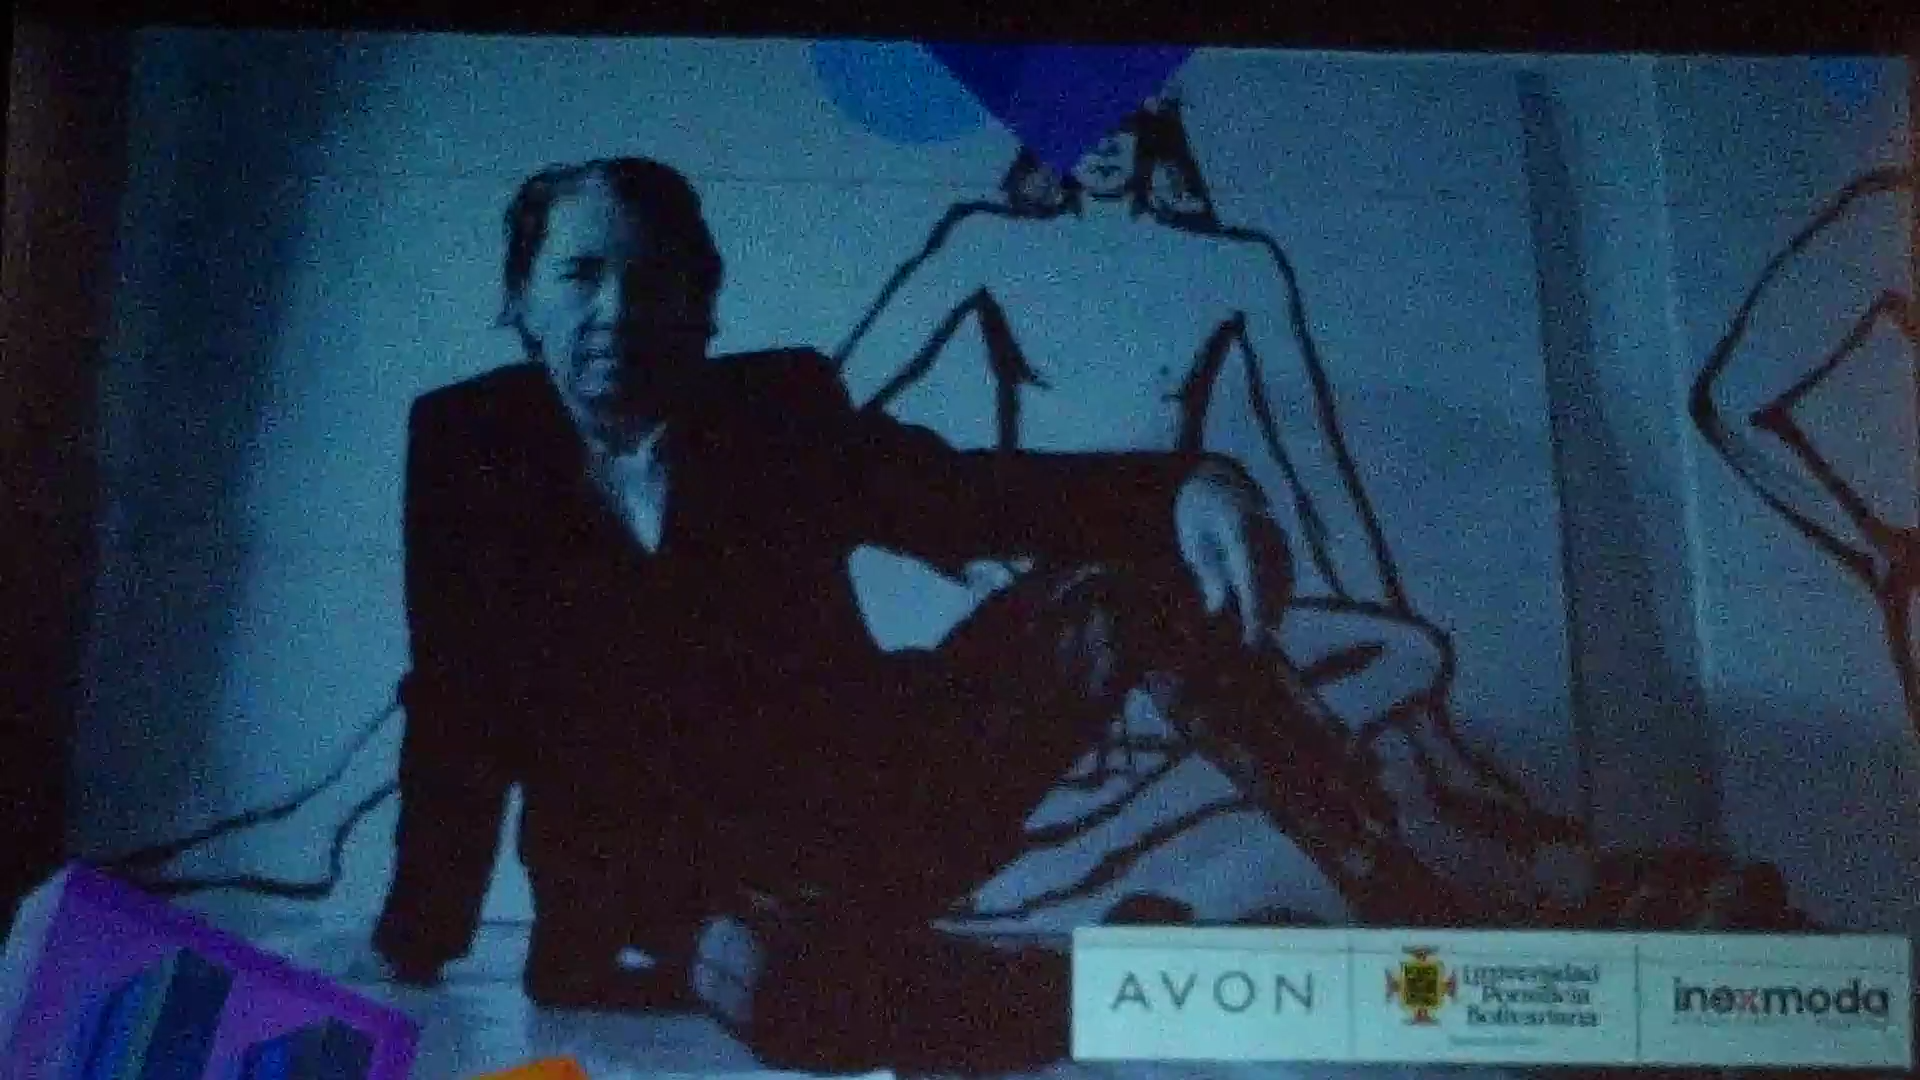 AVON
Universidad
Pontificia
Bolivariana
inexmoda